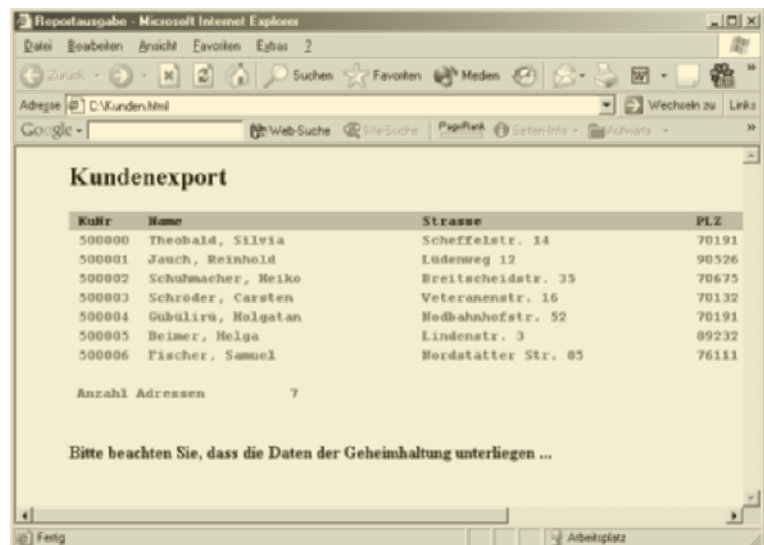 Reportausgabe - Microsoft Internet Explorer
Datei Bearbeiten Ansicht Favoriten Extras ?
Zurück Suchen Favoriten Medien »
Adresse D:\Kunden.html Wechseln zu Links
Google Web-Suche Site-Suche PageRank Seiten-Info Aufwärts »
Kundenexport
KuNr Name Strasse PLZ
500000 Theobald, Silvia Scheffelstr. 14 70191
500001 Jauch, Reinhold Lüdenweg 12 90526
500002 Schuhmacher, Heiko Breitscheidstr. 35 70675
500003 Schröder, Carsten Veteranenstr. 16 70132
500004 Gübülirü, Holgatan Nodbahnhofstr. 52 70191
500005 Beimer, Helga Lindenstr. 3 89232
500006 Fischer, Samuel Nordstätter Str. 85 76111
Anzahl Adressen 7
Bitte beachten Sie, dass die Daten der Geheimhaltung unterliegen ...
Fertig Arbeitsplatz